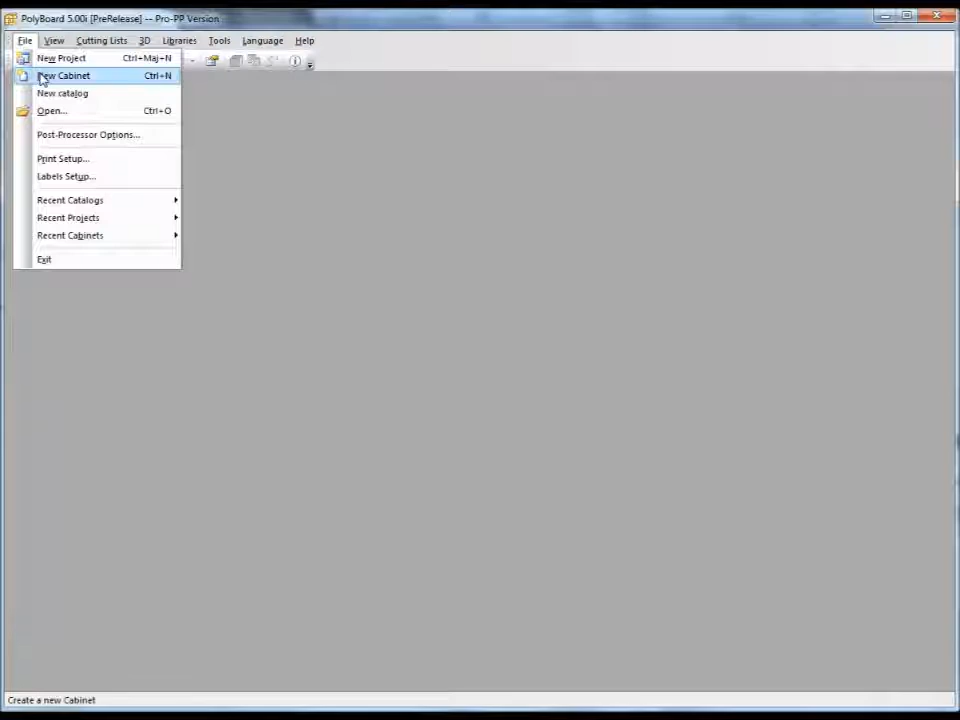 PolyBoard 5.00i [PreRelease] -- Pro-PP Version
File View Cutting Lists 3D Libraries Tools Language Help
New Project Ctrl+Maj+N
New Cabinet Ctrl+N
New catalog
Open... Ctrl+O
Post-Processor Options...
Print Setup...
Labels Setup...
Recent Catalogs
Recent Projects
Recent Cabinets
Exit
Create a new Cabinet